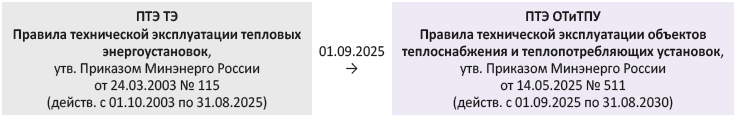 ПТЭ ТЭ
Правила технической эксплуатации тепловых
энергоустановок,
утв. Приказом Минэнерго России
от 24.03.2003 № 115
(действ. с 01.10.2003 по 31.08.2025)
01.09.2025
→
ПТЭ ОТиТПУ
Правила технической эксплуатации объектов
теплоснабжения и теплопотребляющих установок,
утв. Приказом Минэнерго России
от 14.05.2025 № 511
(действ. с 01.09.2025 по 31.08.2030)